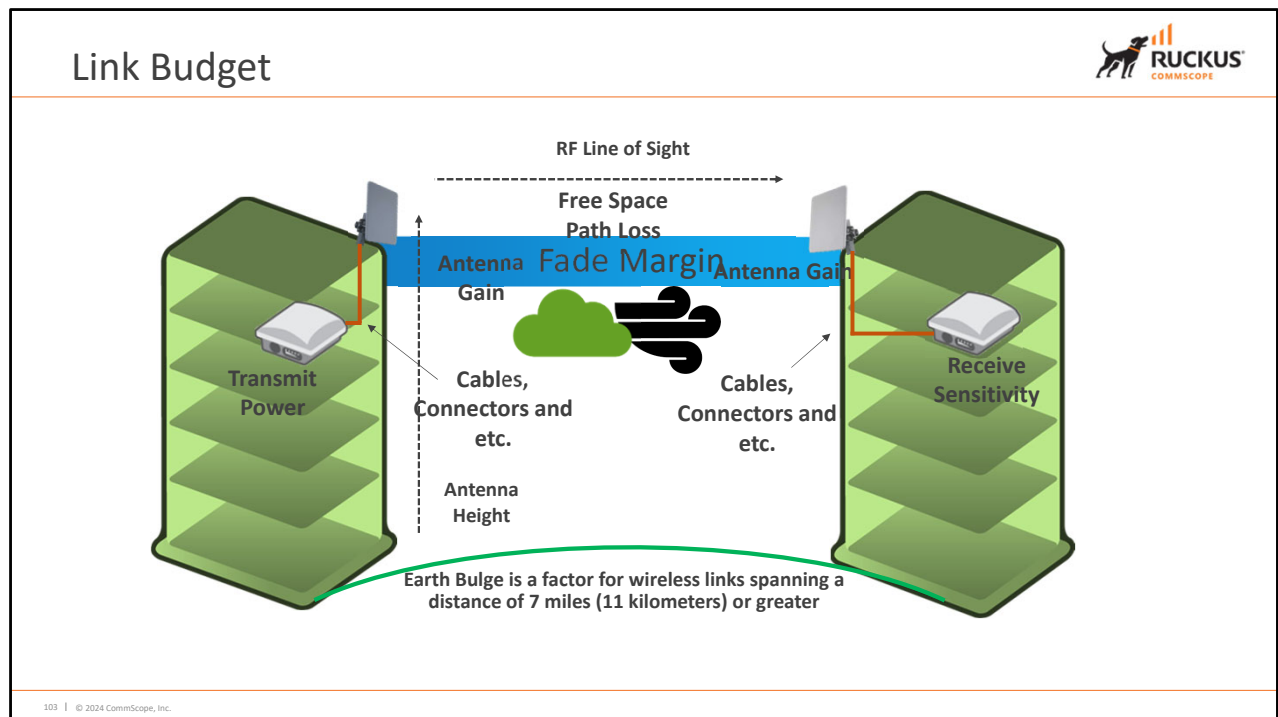 Link Budget
RUCKUS
COMMSCOPE
RF Line of Sight
Free Space
Path Loss
Antenna
Gain
Fade Margin
Antenna Gain
Transmit
Power
Cables,
Connectors and
etc.
Cables,
Connectors and
etc.
Receive
Sensitivity
Antenna
Height
Earth Bulge is a factor for wireless links spanning a
distance of 7 miles (11 kilometers) or greater
103 | © 2024 CommScope, Inc.